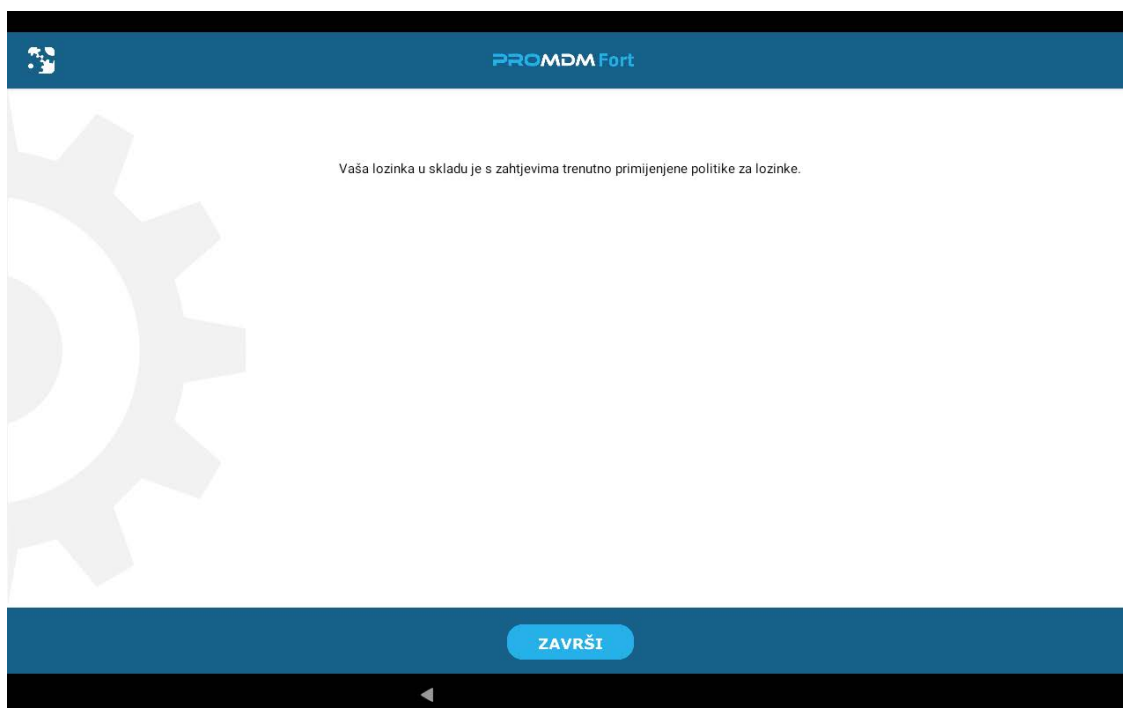 PROMDM Fort
Vaša lozinka u skladu je s zahtjevima trenutno primijenjene politike za lozinke.
ZAVRŠI